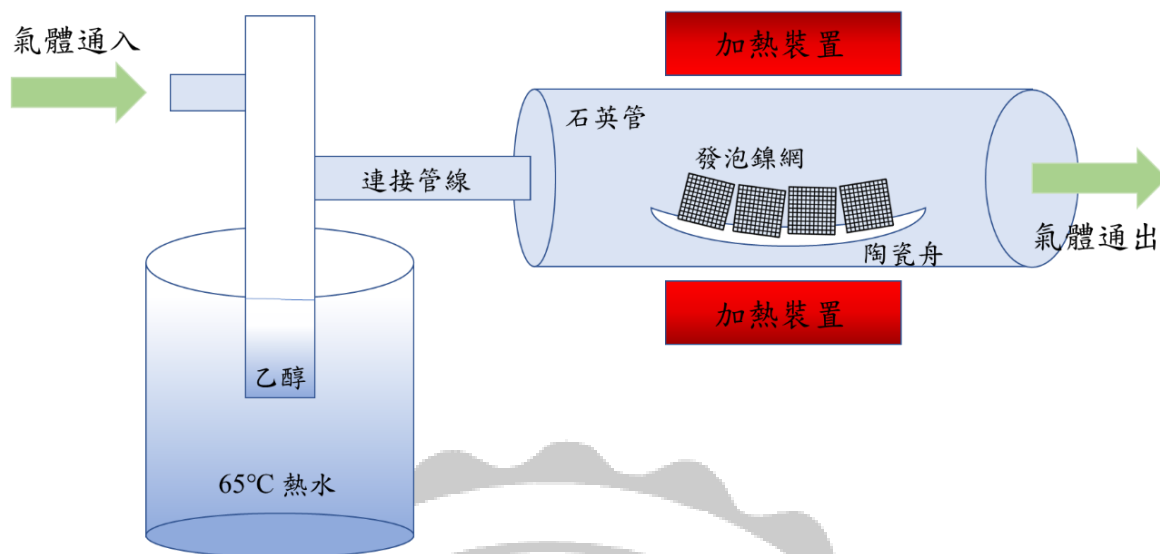 氣體通入
加熱裝置
石英管
發泡鎳網
連接管線
陶瓷舟
氣體通出
加熱裝置
乙醇
65°C 熱水